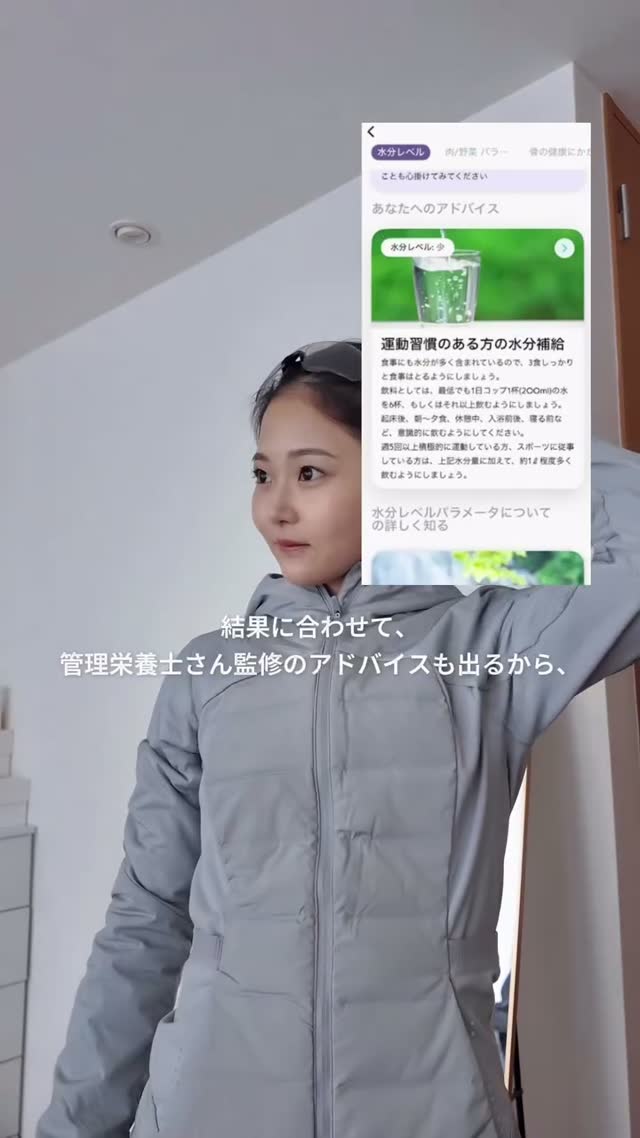 水分レベル 肉/野菜 バラ… 骨の健康にかか
ことも心掛けてみてください
あなたへのアドバイス
水分レベル: 少
運動習慣のある方の水分補給
食事にも水分が多く含まれているので、3食しっかり
と食事はとるようにしましょう。
飲料としては、最低でも1日コップ1杯(200ml)の水
を6杯、もしくはそれ以上飲むようにしましょう。
起床後、朝〜夕食、休憩中、入浴前後、寝る前な
ど、意識的に飲むようにしてください。
週5回以上積極的に運動している方、スポーツに従事
している方は、上記水分量に加えて、約1ℓ程度多く
飲むようにしましょう。
水分レベルパラメータについて
の詳しく知る
結果に合わせて、
管理栄養士さん監修のアドバイスも出るから、